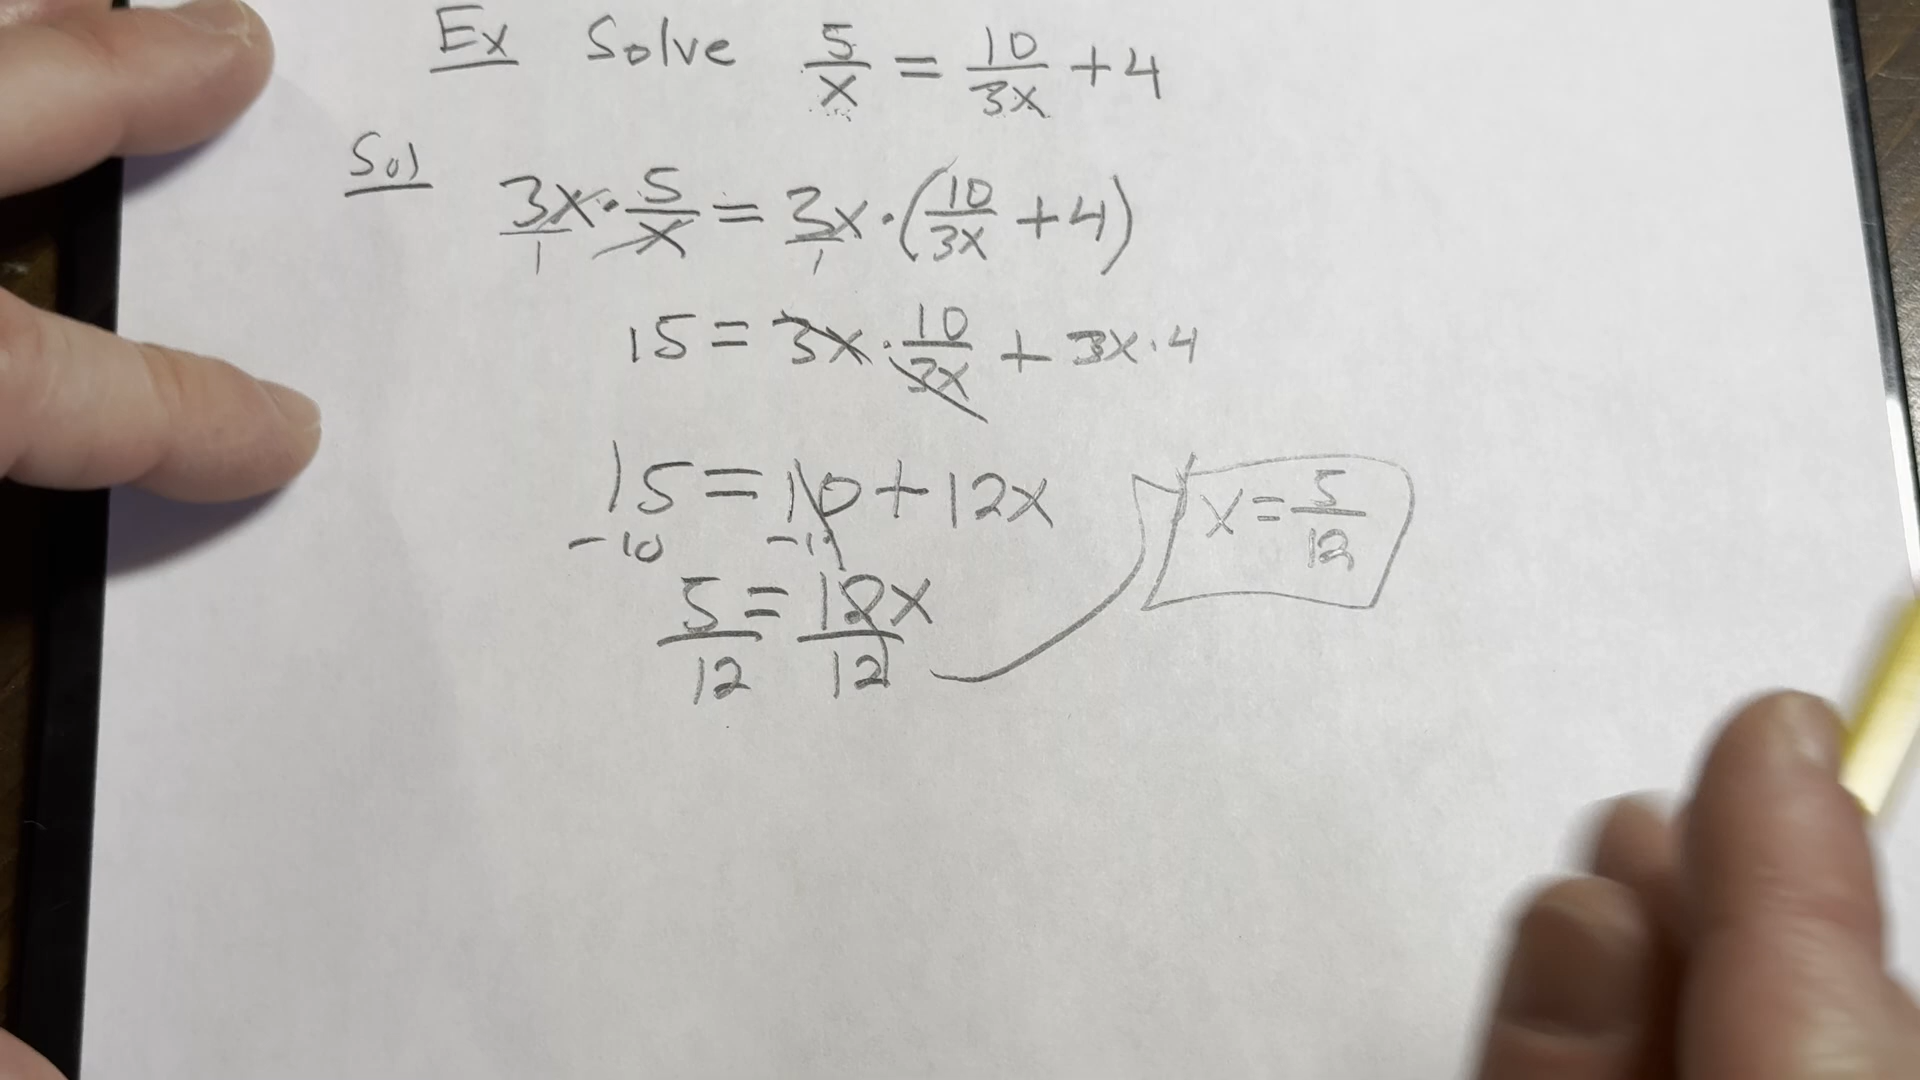 Ex Solve 5/x = 10/3x + 4
Sol 3x/1 · 5/x = 3x/1 · (10/3x + 4)
15 = 3x · 10/3x + 3x · 4
15 = 10 + 12x
-10 -10
5/12 = 12x/12
x = 5/12